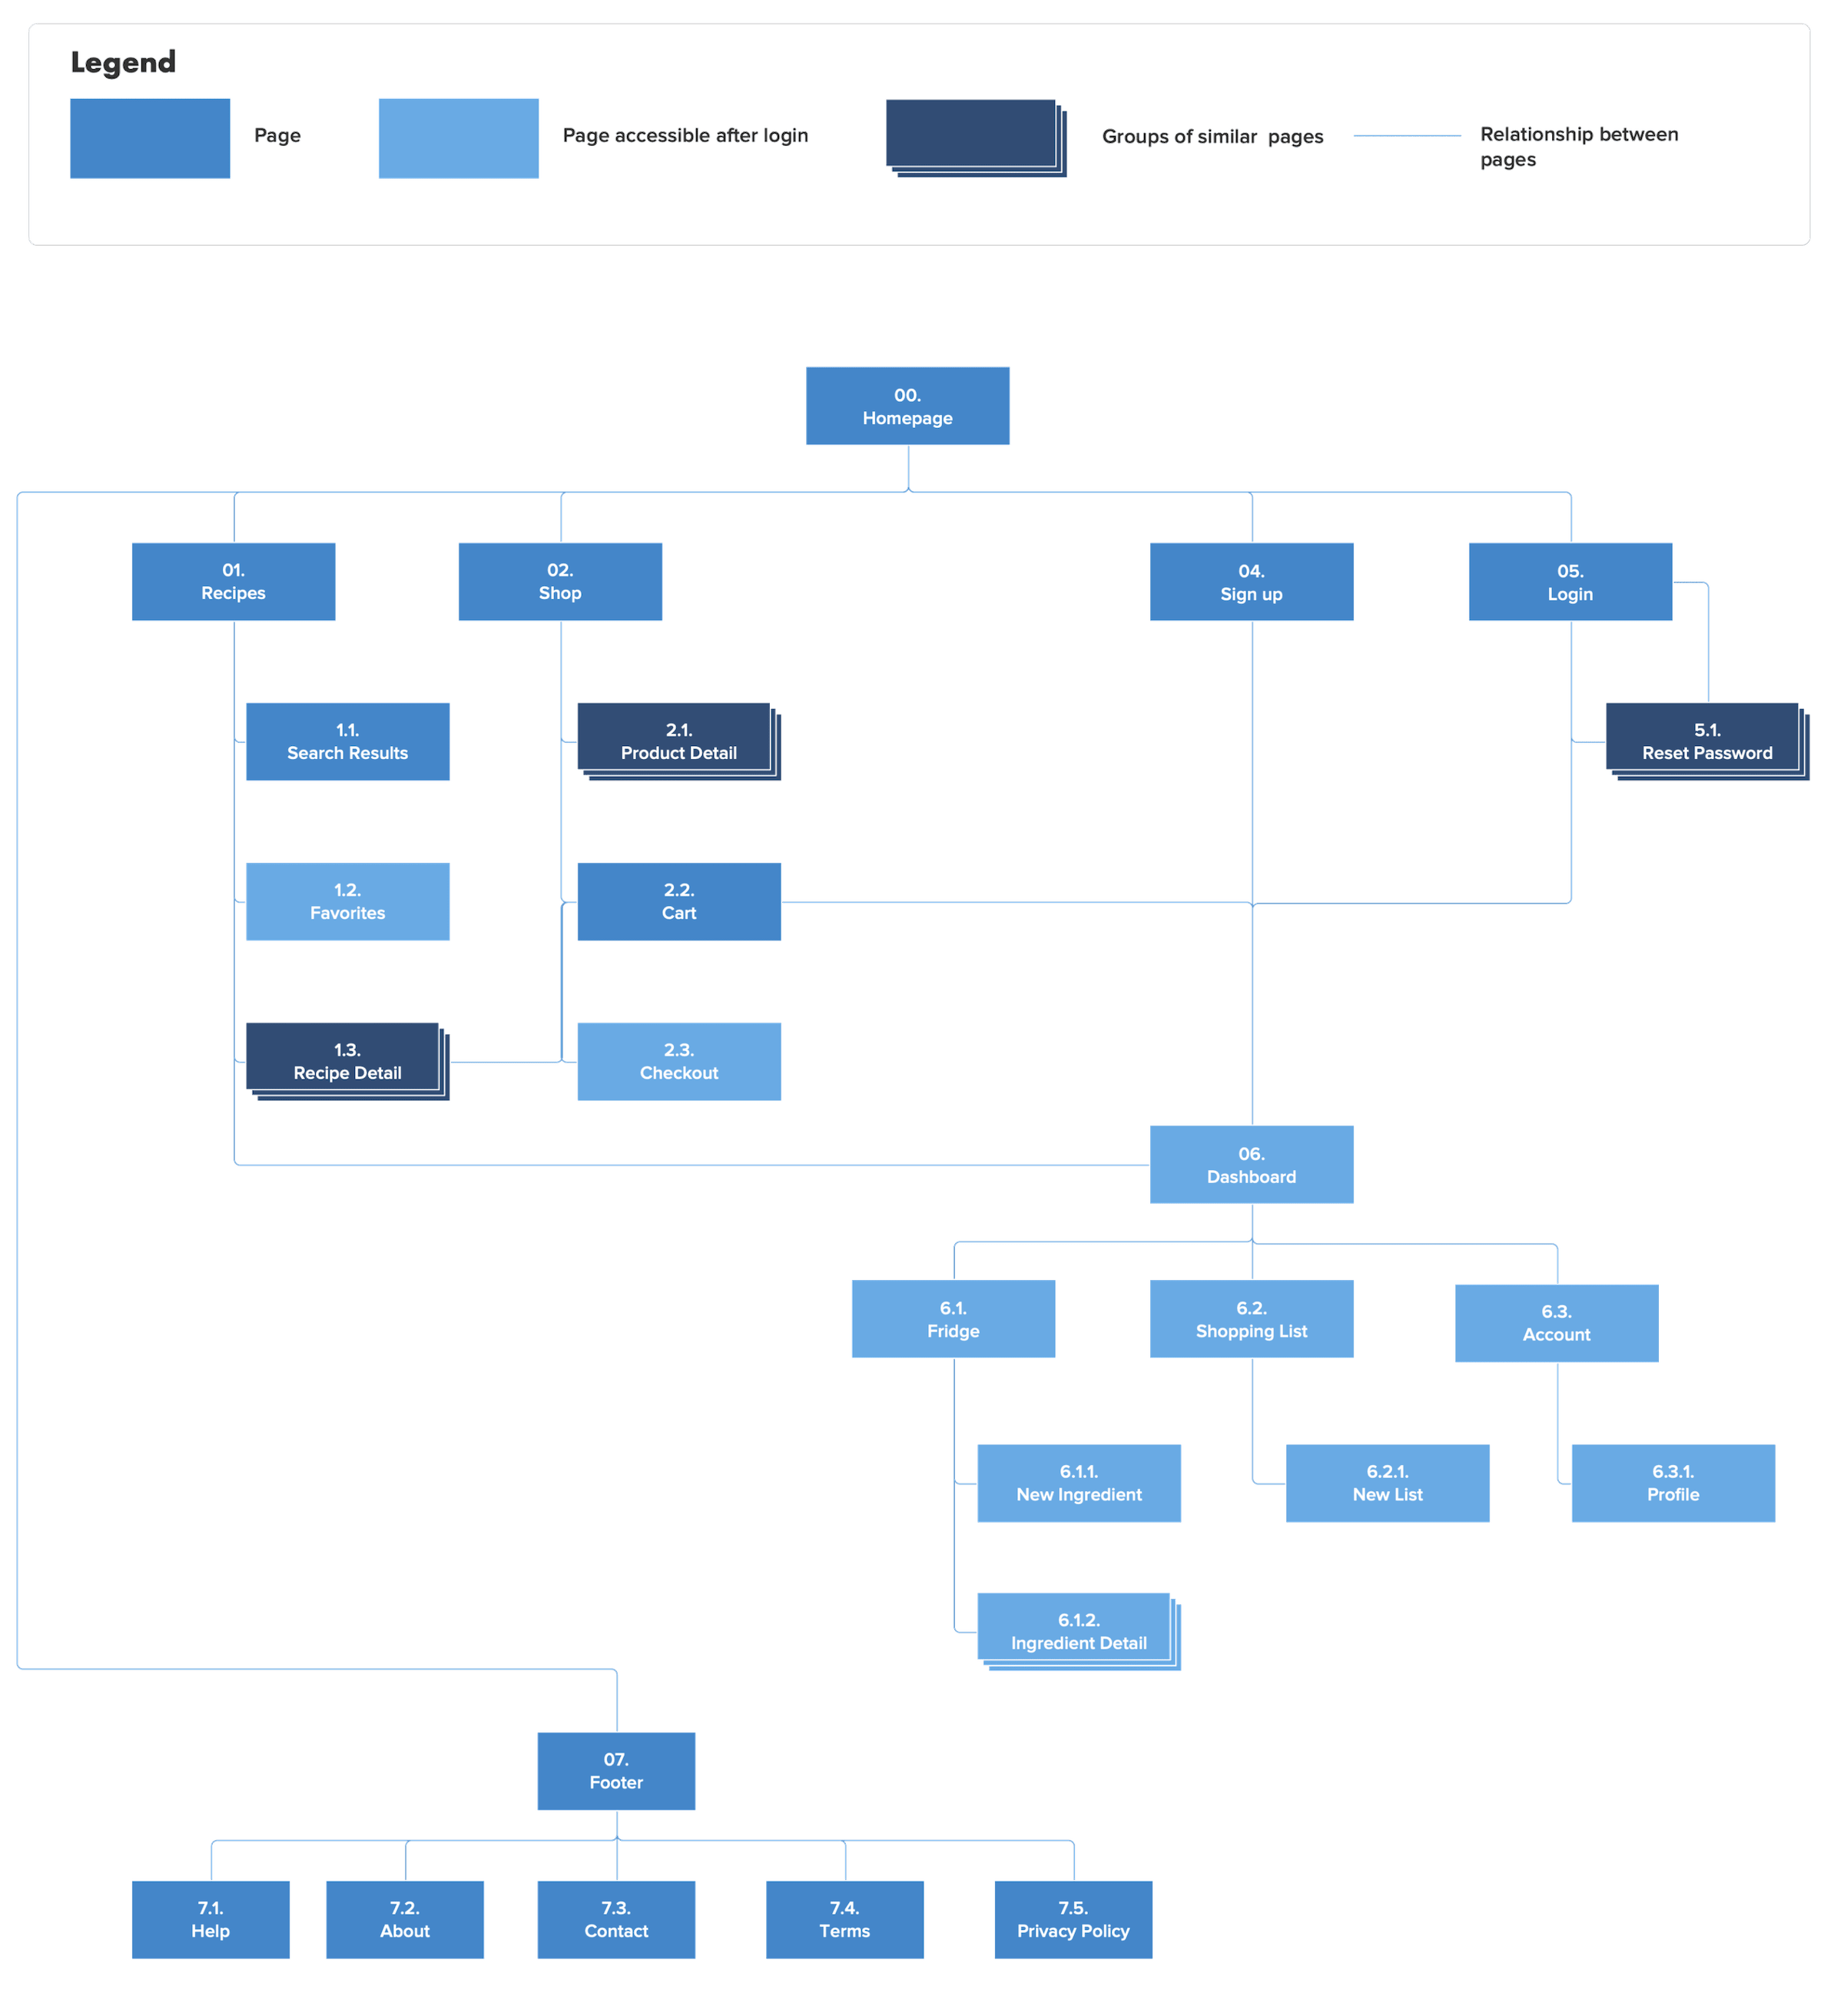 Legend
Page
Page accessible after login
Groups of similar pages
Relationship between
pages
00.
Homepage
01.
Recipes
02.
Shop
04.
Sign up
05.
Login
1.1.
Search Results
2.1.
Product Detail
5.1.
Reset Password
1.2.
Favorites
2.2.
Cart
1.3.
Recipe Detail
2.3.
Checkout
06.
Dashboard
6.1.
Fridge
6.2.
Shopping List
6.3.
Account
6.1.1.
New Ingredient
6.2.1.
New List
6.3.1.
Profile
6.1.2.
Ingredient Detail
07.
Footer
7.1.
Help
7.2.
About
7.3.
Contact
7.4.
Terms
7.5.
Privacy Policy